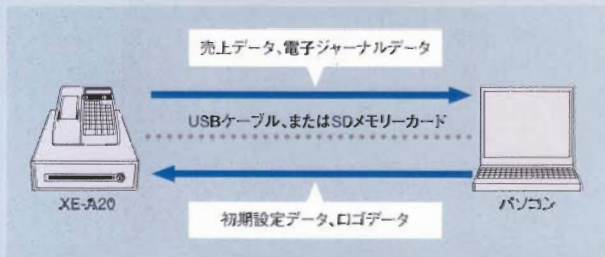 売上データ、電子ジャーナルデータ
USBケーブル、またはSDメモリーカード
XE-A20
パソコン
初期設定データ、ロゴデータ